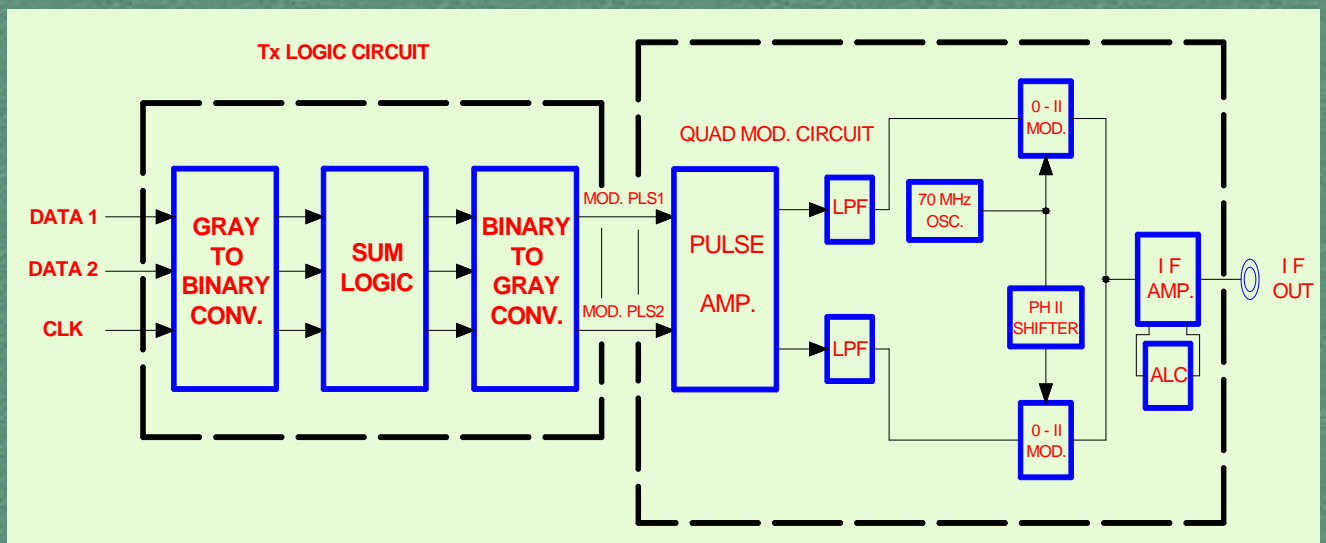 Tx LOGIC CIRCUIT
DATA 1
DATA 2
CLK
GRAY
TO
BINARY
CONV.
SUM
LOGIC
BINARY
TO
GRAY
CONV.
MOD. PLS1
MOD. PLS2
QUAD MOD. CIRCUIT
PULSE
AMP.
LPF
LPF
70 MHz
OSC.
0 - II
MOD.
PH II
SHIFTER
0 - II
MOD.
I F
AMP.
ALC
I F
OUT